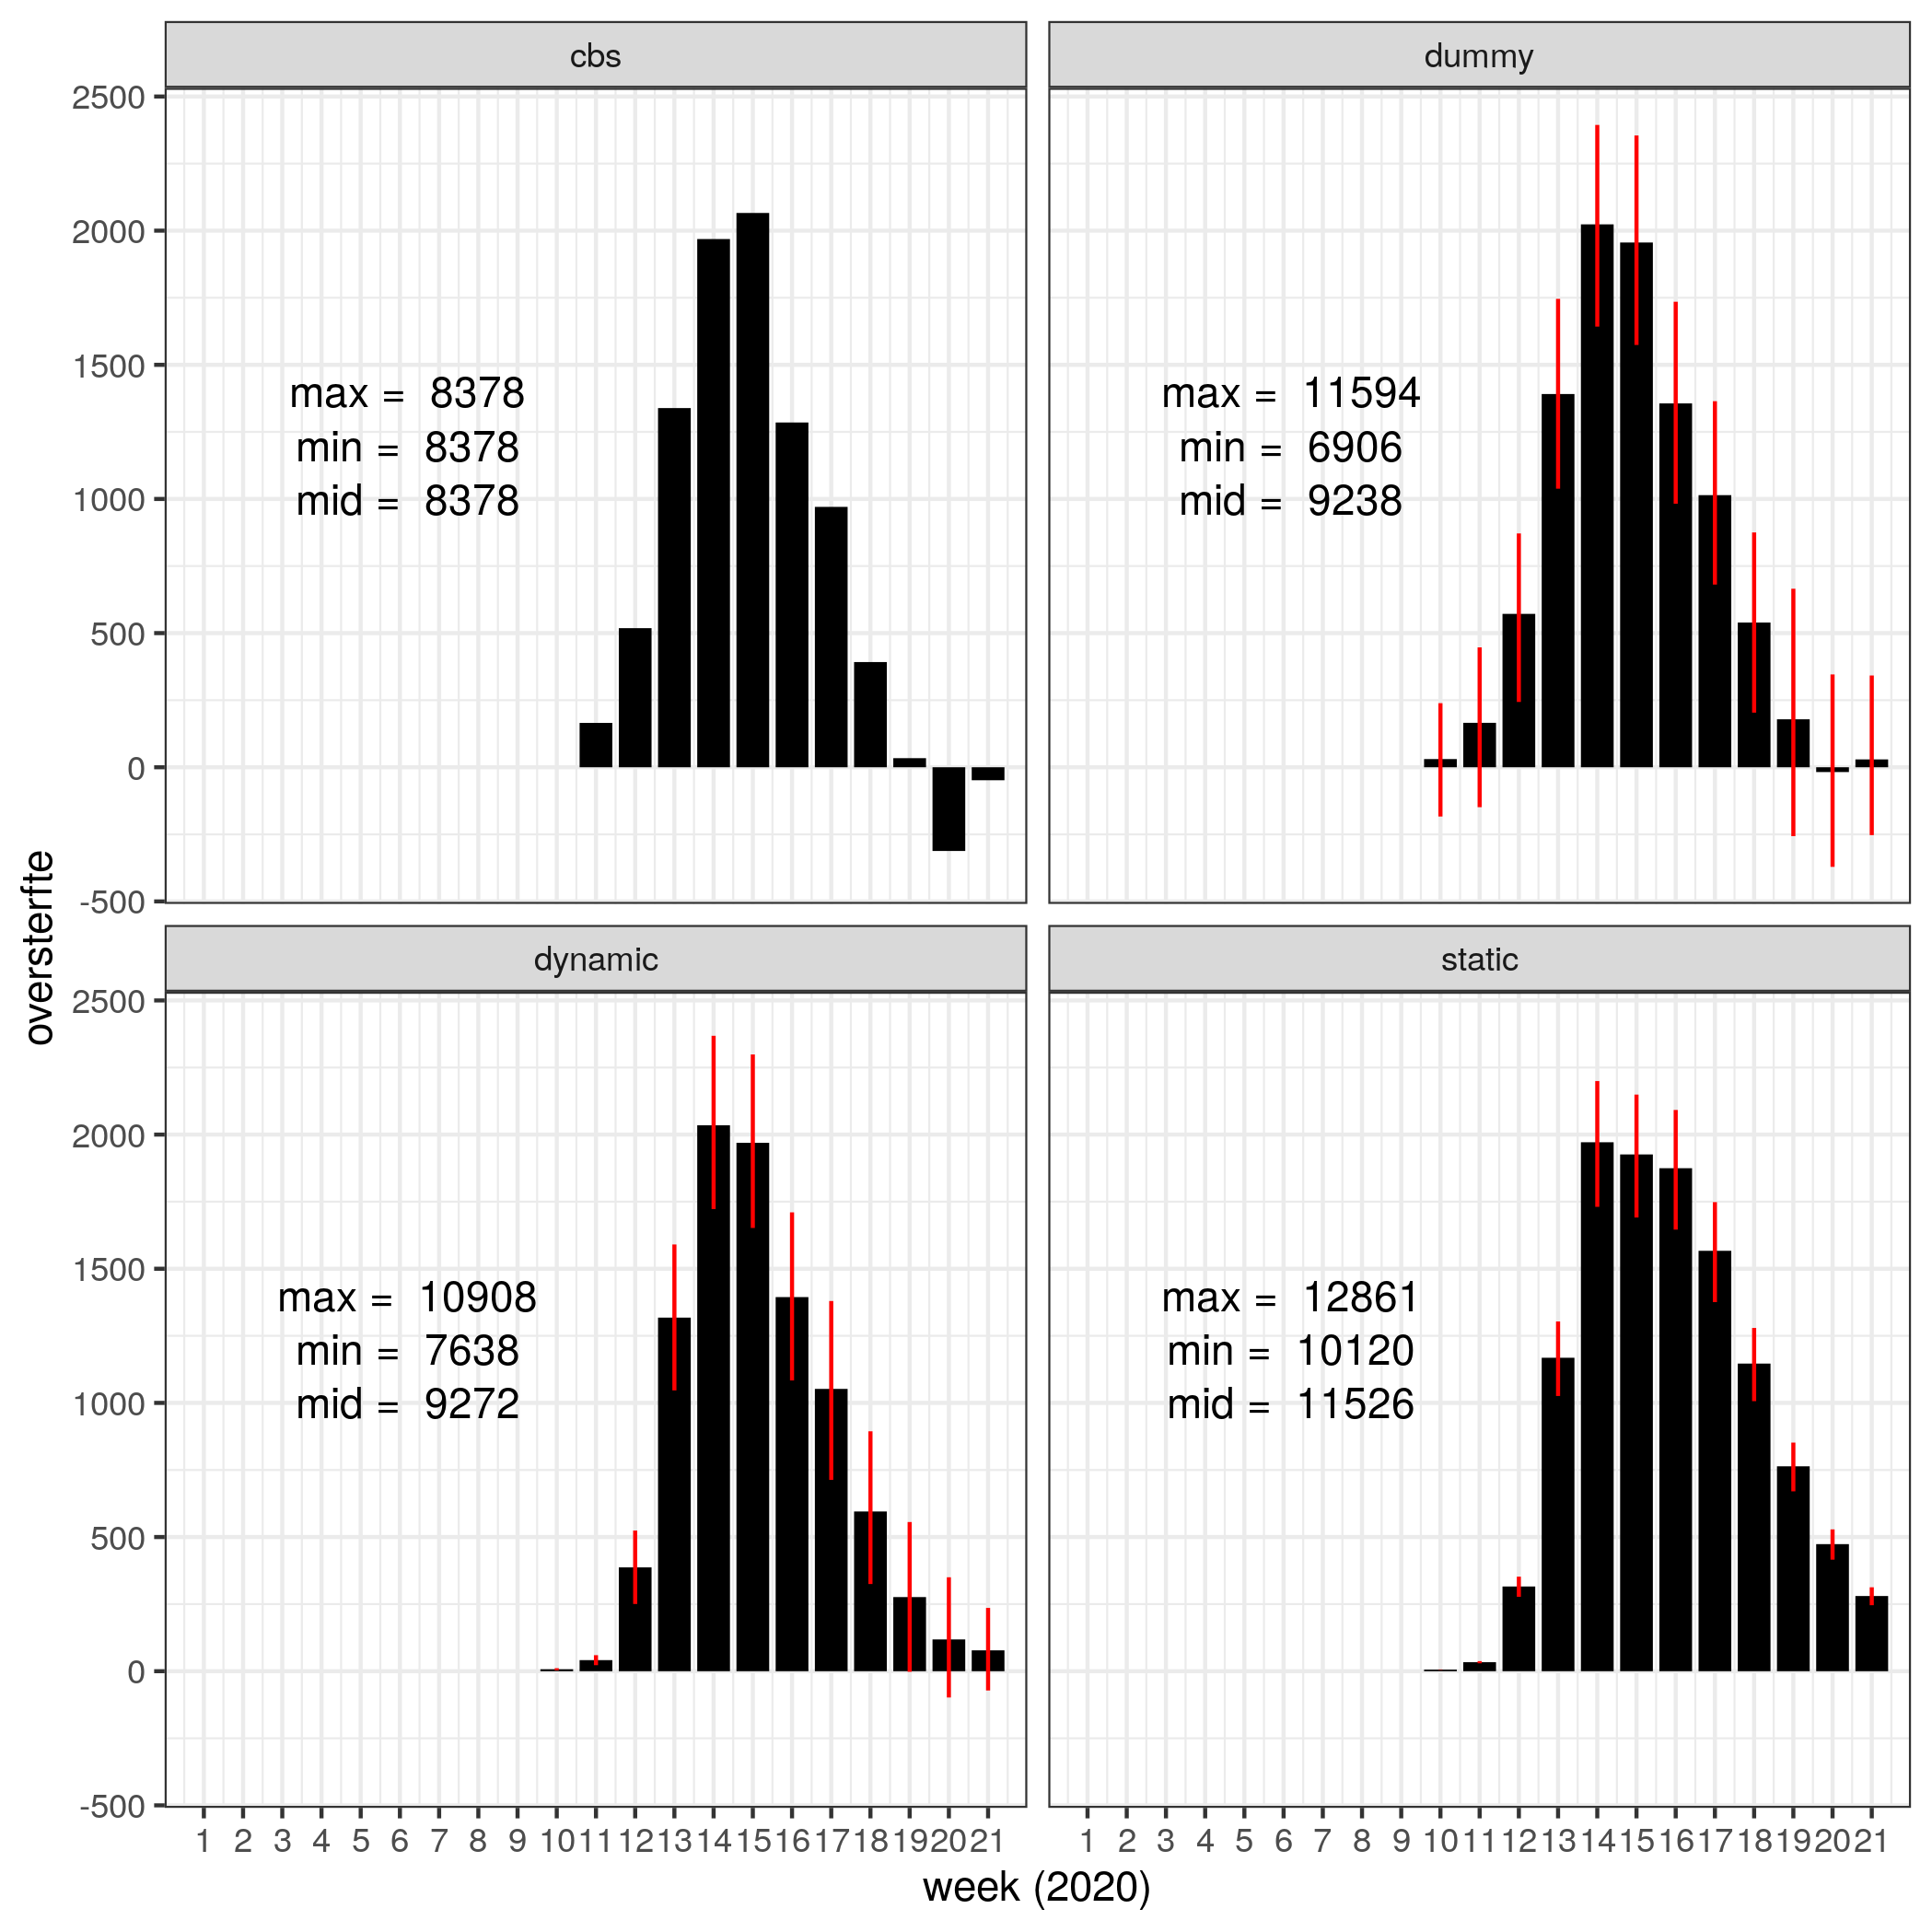 cbs
dummy
2500
2000
1500
1000
500
0
-500
max = 8378
min = 8378
mid = 8378
max = 11594
min = 6906
mid = 9238
oversterfte
dynamic
static
2500
2000
1500
1000
500
0
-500
max = 10908
min = 7638
mid = 9272
max = 12861
min = 10120
mid = 11526
1 2 3 4 5 6 7 8 9 10 11 12 13 14 15 16 17 18 19 20 21
1 2 3 4 5 6 7 8 9 10 11 12 13 14 15 16 17 18 19 20 21
week (2020)